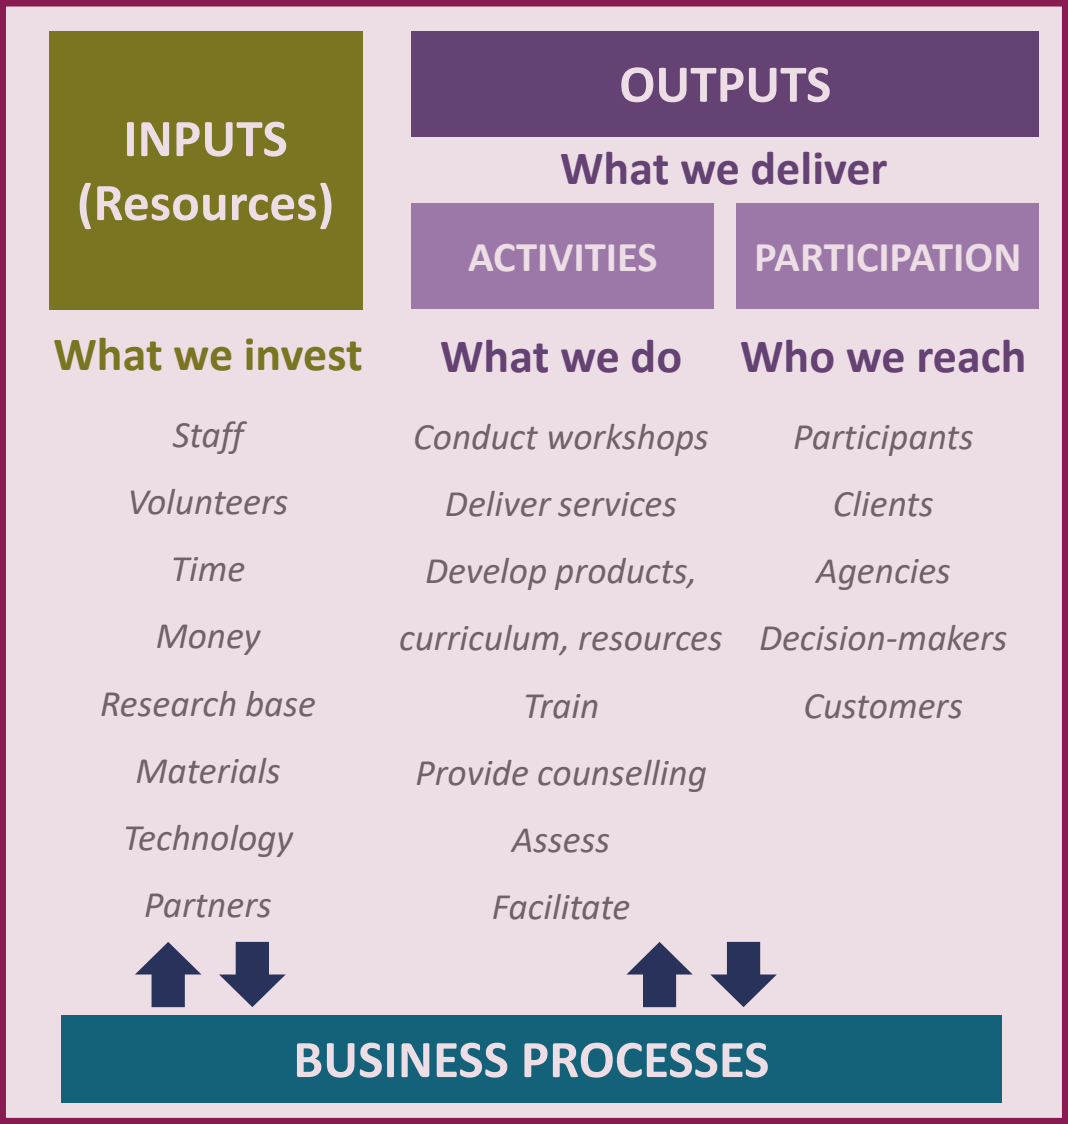 INPUTS
(Resources)
What we invest
Staff
Volunteers
Time
Money
Research base
Materials
Technology
Partners
OUTPUTS
What we deliver
ACTIVITIES
What we do
Conduct workshops
Deliver services
Develop products,
curriculum, resources
Train
Provide counselling
Assess
Facilitate
PARTICIPATION
Who we reach
Participants
Clients
Agencies
Decision-makers
Customers
BUSINESS PROCESSES